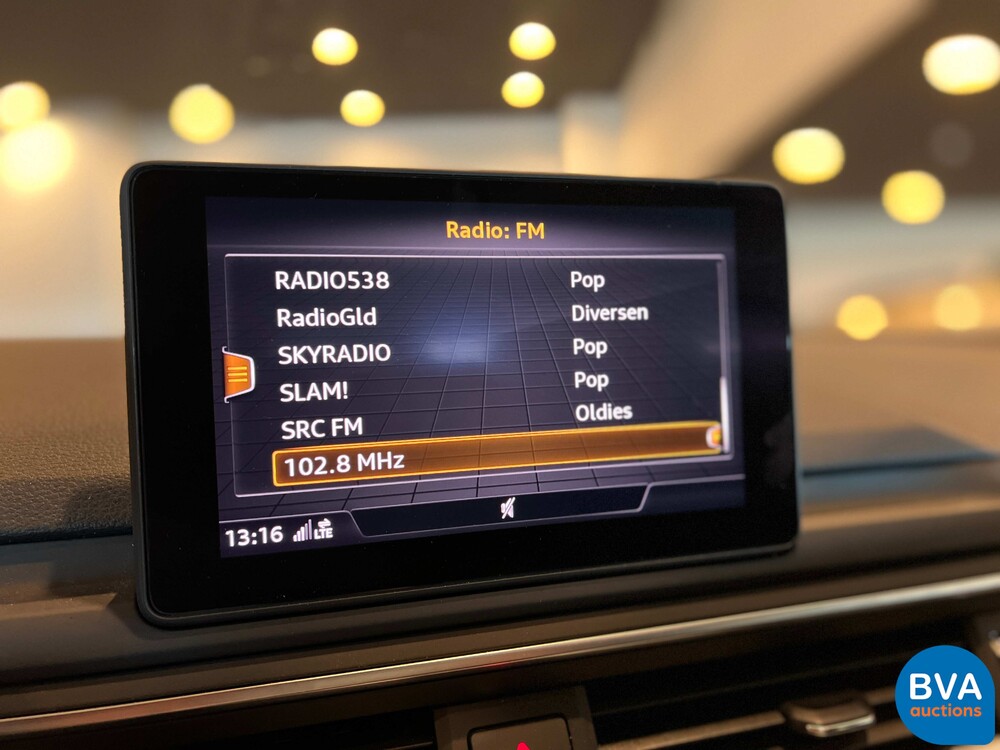 Radio: FM
RADIO538 Pop
RadioGld Diversen
SKYRADIO Pop
SLAM! Pop
SRC FM Oldies
102.8 MHz
13:16 LTE
BVA
auctions